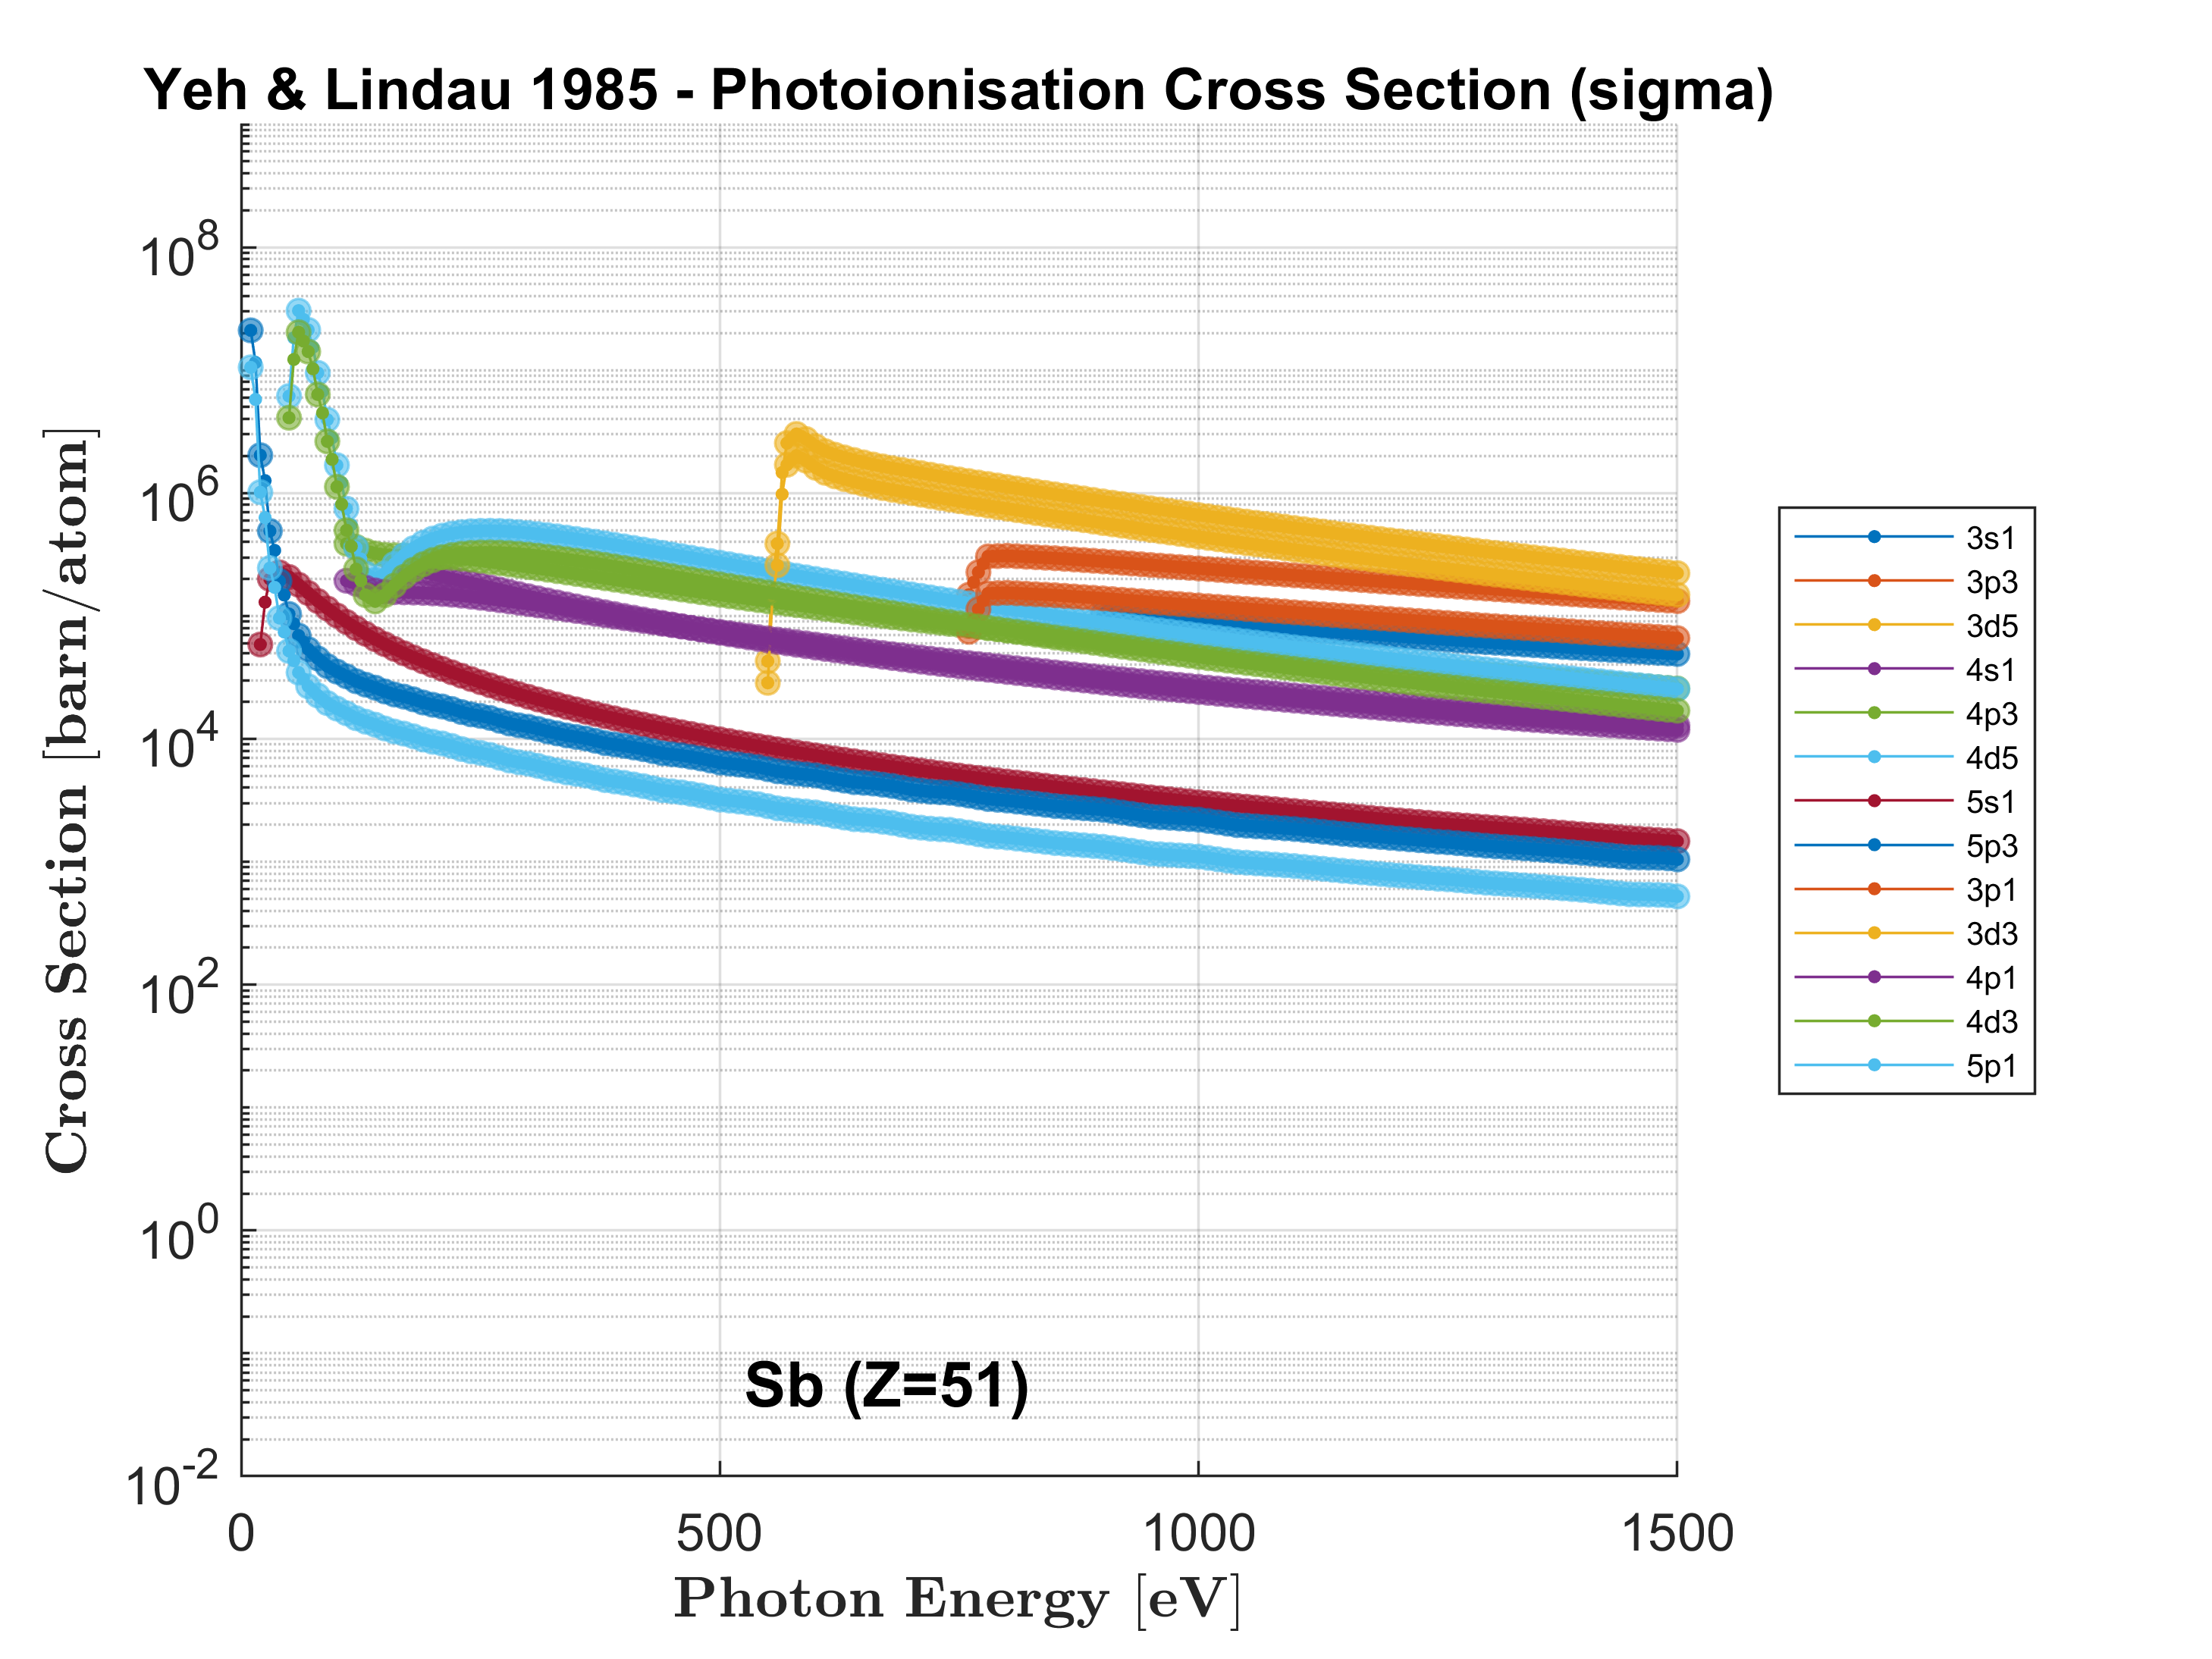 Yeh & Lindau 1985 - Photoionisation Cross Section (sigma)
Cross Section [barn/atom]
10^8
10^6
10^4
10^2
10^0
10^-2
0 500 1000 1500
Photon Energy [eV]
Sb (Z=51)
3s1
3p3
3d5
4s1
4p3
4d5
5s1
5p3
3p1
3d3
4p1
4d3
5p1